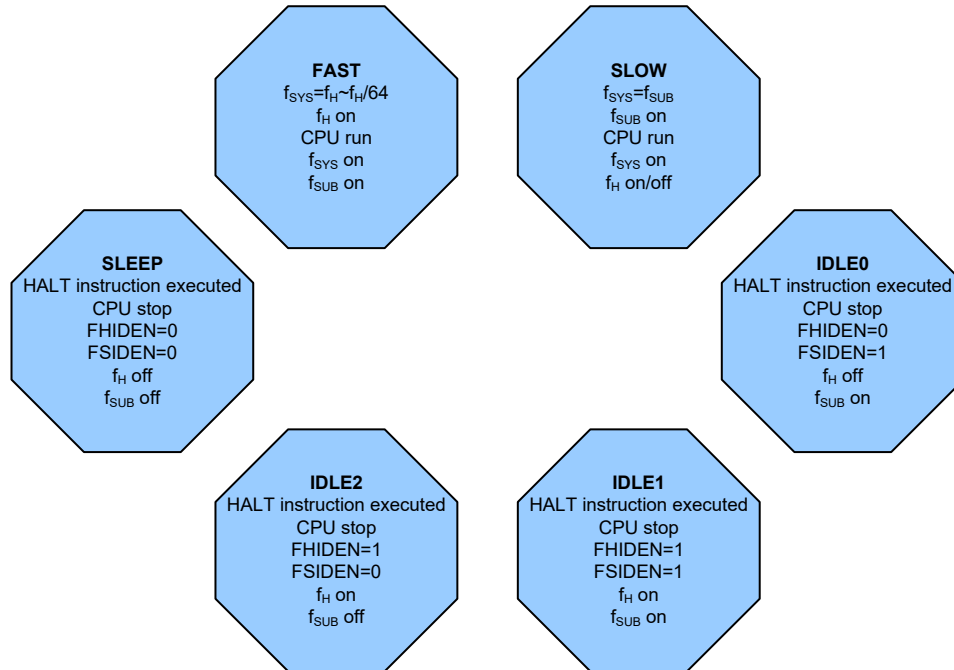 FAST
fSYS=fH~fH/64
fH on
CPU run
fSYS on
fSUB on
SLOW
fSYS=fSUB
fSUB on
CPU run
fSYS on
fH on/off
SLEEP
HALT instruction executed
CPU stop
FHIDEN=0
FSIDEN=0
fH off
fSUB off
IDLE0
HALT instruction executed
CPU stop
FHIDEN=0
FSIDEN=1
fH off
fSUB on
IDLE2
HALT instruction executed
CPU stop
FHIDEN=1
FSIDEN=0
fH on
fSUB off
IDLE1
HALT instruction executed
CPU stop
FHIDEN=1
FSIDEN=1
fH on
fSUB on